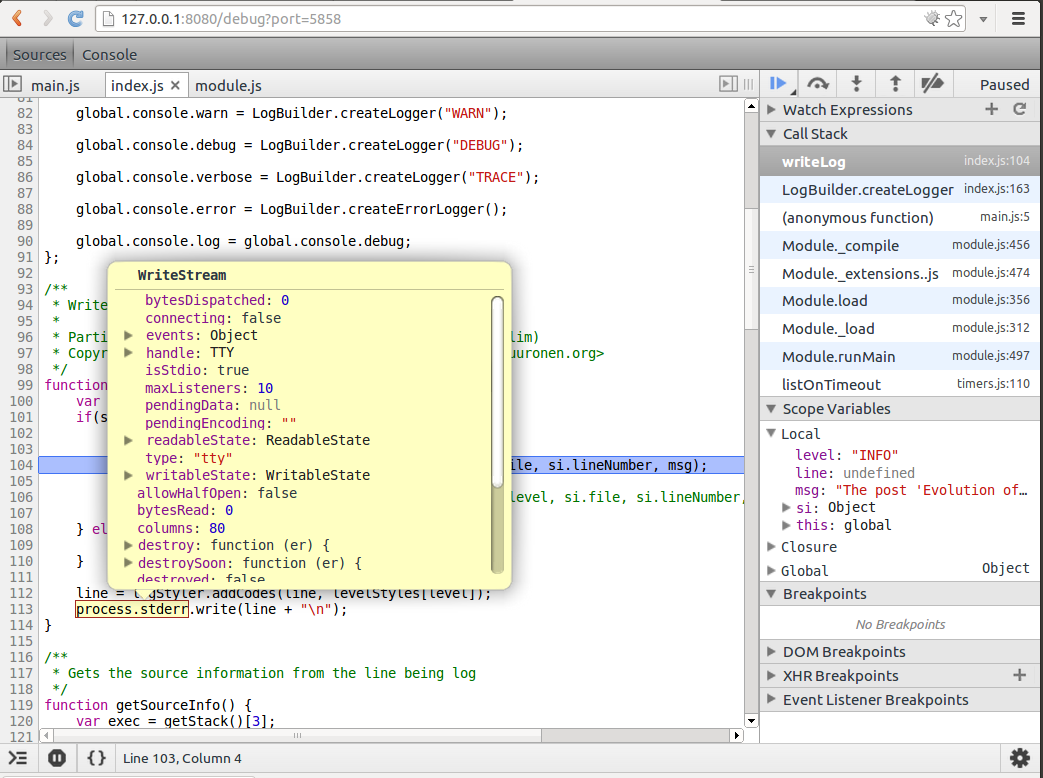 127.0.0.1:8080/debug?port=5858
Sources Console
main.js index.js × module.js
81
82 global.console.warn = LogBuilder.createLogger("WARN");
83
84 global.console.debug = LogBuilder.createLogger("DEBUG");
85
86 global.console.verbose = LogBuilder.createLogger("TRACE");
87
88 global.console.error = LogBuilder.createErrorLogger();
89
90 global.console.log = global.console.debug;
91 };
92
93 /**
94 * Write
95 *
96 * Parti lim)
97 * Copyr uuronen.org>
98 */
99 function
100 var
101 if(s
102
103
104 ile, si.lineNumber, msg);
105
106 level, si.file, si.lineNumber,
107
108 } el
109
110 }
111
112 line = logStyler.addCodes(line, levelStyles[level]);
113 process.stderr.write(line + "\n");
114 }
115
116 /**
117 * Gets the source information from the line being log
118 */
119 function getSourceInfo() {
120 var exec = getStack()[3];
121
WriteStream
bytesDispatched: 0
connecting: false
events: Object
handle: TTY
isStdio: true
maxListeners: 10
pendingData: null
pendingEncoding: ""
readableState: ReadableState
type: "tty"
writableState: WritableState
allowHalfOpen: false
bytesRead: 0
columns: 80
destroy: function (er) {
destroySoon: function (er) {
destroyed: false
Paused
Watch Expressions
Call Stack
writeLog index.js:104
LogBuilder.createLogger index.js:163
(anonymous function) main.js:5
Module._compile module.js:456
Module._extensions..js module.js:474
Module.load module.js:356
Module._load module.js:312
Module.runMain module.js:497
listOnTimeout timers.js:110
Scope Variables
Local
level: "INFO"
line: undefined
msg: "The post 'Evolution of…
si: Object
this: global
Closure
Global Object
Breakpoints
No Breakpoints
DOM Breakpoints
XHR Breakpoints
Event Listener Breakpoints
{ } Line 103, Column 4